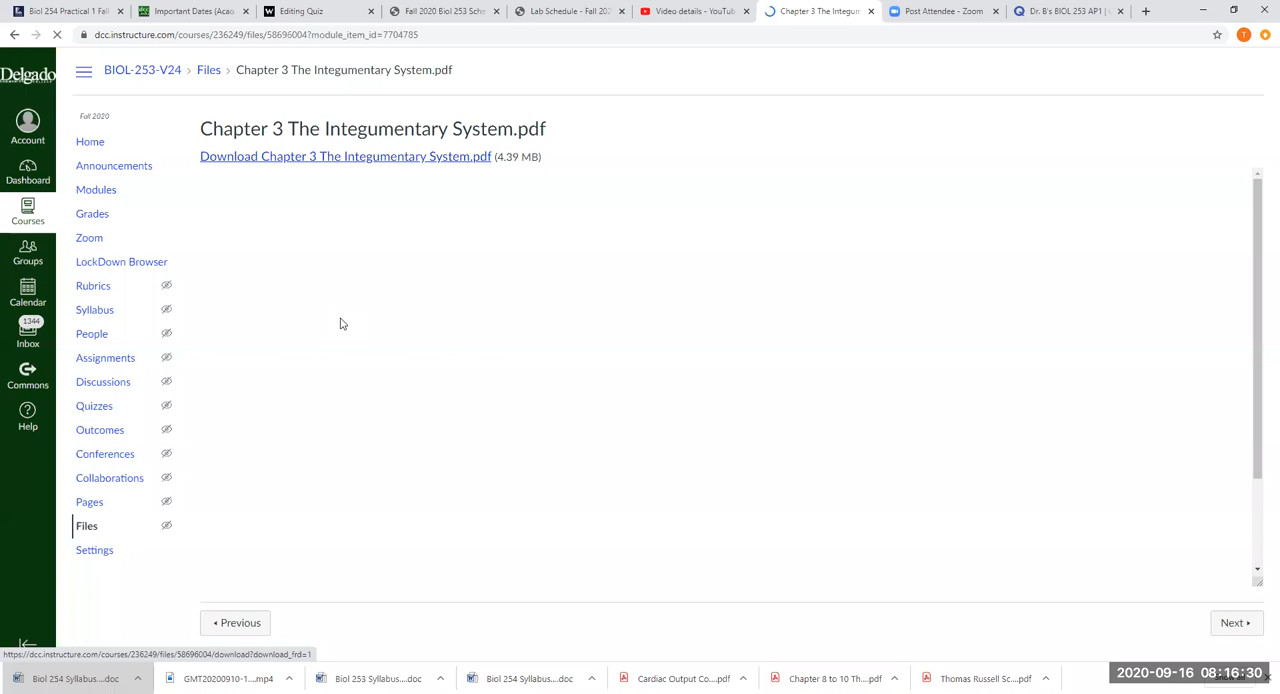 Biol 254 Practical 1 Fall
Important Dates (Acad
Editing Quiz
Fall 2020 Biol 253 Sche
Lab Schedule - Fall 202
Video details - YouTub
Chapter 3 The Integum
Post Attendee - Zoom
Dr. B's BIOL 253 AP1 |
dcc.instructure.com/courses/236249/files/58696004?module_item_id=7704785
T
Delgado
BIOL-253-V24 › Files › Chapter 3 The Integumentary System.pdf
Account
Dashboard
Courses
Groups
Calendar
1344
Inbox
Commons
Help
Fall 2020
Home
Announcements
Modules
Grades
Zoom
LockDown Browser
Rubrics
Syllabus
People
Assignments
Discussions
Quizzes
Outcomes
Conferences
Collaborations
Pages
Files
Settings
Chapter 3 The Integumentary System.pdf
Download Chapter 3 The Integumentary System.pdf (4.39 MB)
◂ Previous
Next ▸
https://dcc.instructure.com/courses/236249/files/58696004/download?download_frd=1
Biol 254 Syllabus....doc
GMT20200910-1....mp4
Biol 253 Syllabus....doc
Biol 254 Syllabus....doc
Cardiac Output Co....pdf
Chapter 8 to 10 Th....pdf
Thomas Russell Sc....pdf
2020-09-16 08:16:30